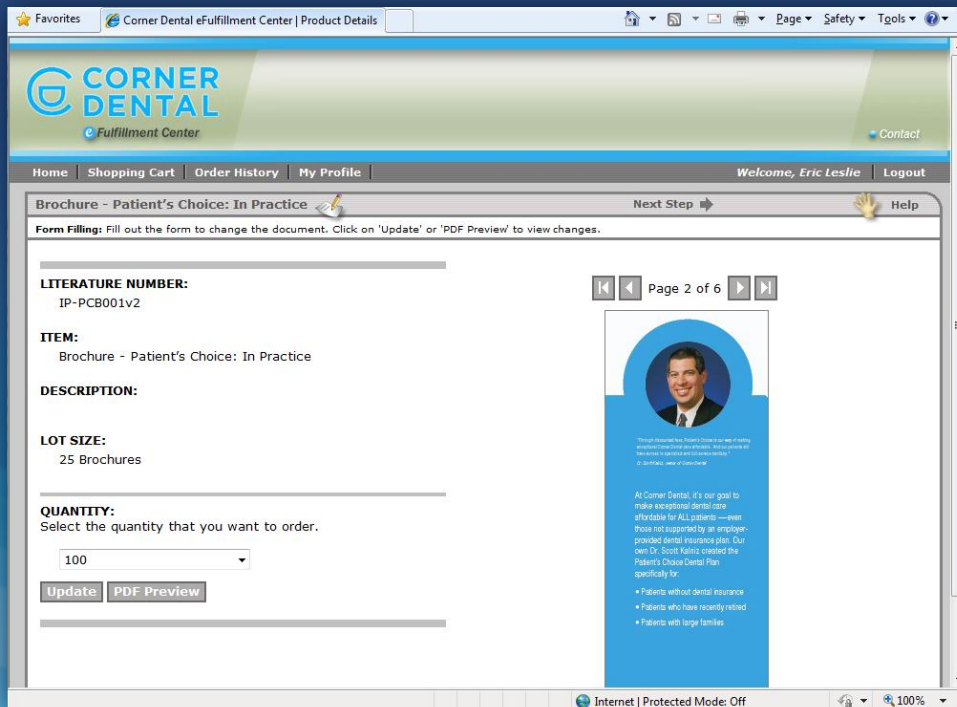 Favorites
Corner Dental eFulfillment Center | Product Details
Page
Safety
Tools
CORNER
DENTAL
e Fulfillment Center
Contact
Home | Shopping Cart | Order History | My Profile |
Welcome, Eric Leslie | Logout
Brochure - Patient's Choice: In Practice
Next Step
Help
Form Filling: Fill out the form to change the document. Click on 'Update' or 'PDF Preview' to view changes.
LITERATURE NUMBER:
IP-PCB001v2
ITEM:
Brochure - Patient's Choice: In Practice
DESCRIPTION:
LOT SIZE:
25 Brochures
QUANTITY:
Select the quantity that you want to order.
100
Update
PDF Preview
Page 2 of 6
At Corner Dental, it's our goal to
make exceptional dental care
affordable for ALL patients —even
those not supported by an employer-
provided dental insurance plan. Our
own Dr. Scott Kalniz created the
Patient's Choice Dental Plan
specifically for:
• Patients without dental insurance
• Patients who have recently retired
• Patients with large families
Internet | Protected Mode: Off
100%